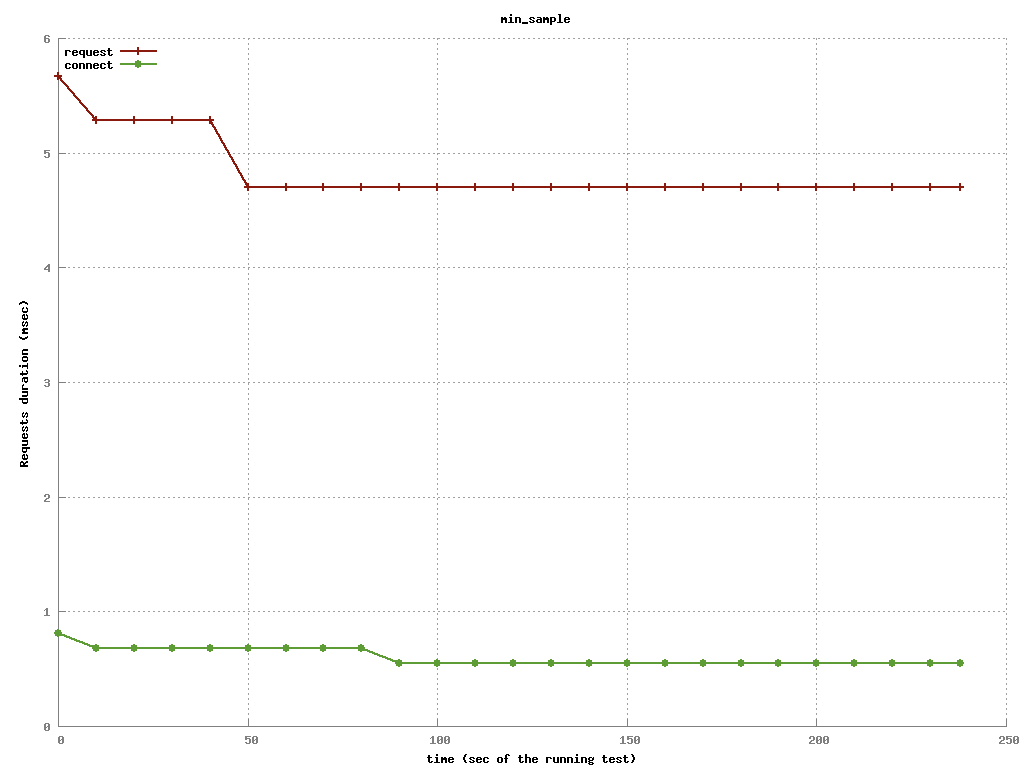 min_sample
request
connect
6
5
4
3
2
1
0
Requests duration (msec)
0 50 100 150 200 250
time (sec of the running test)